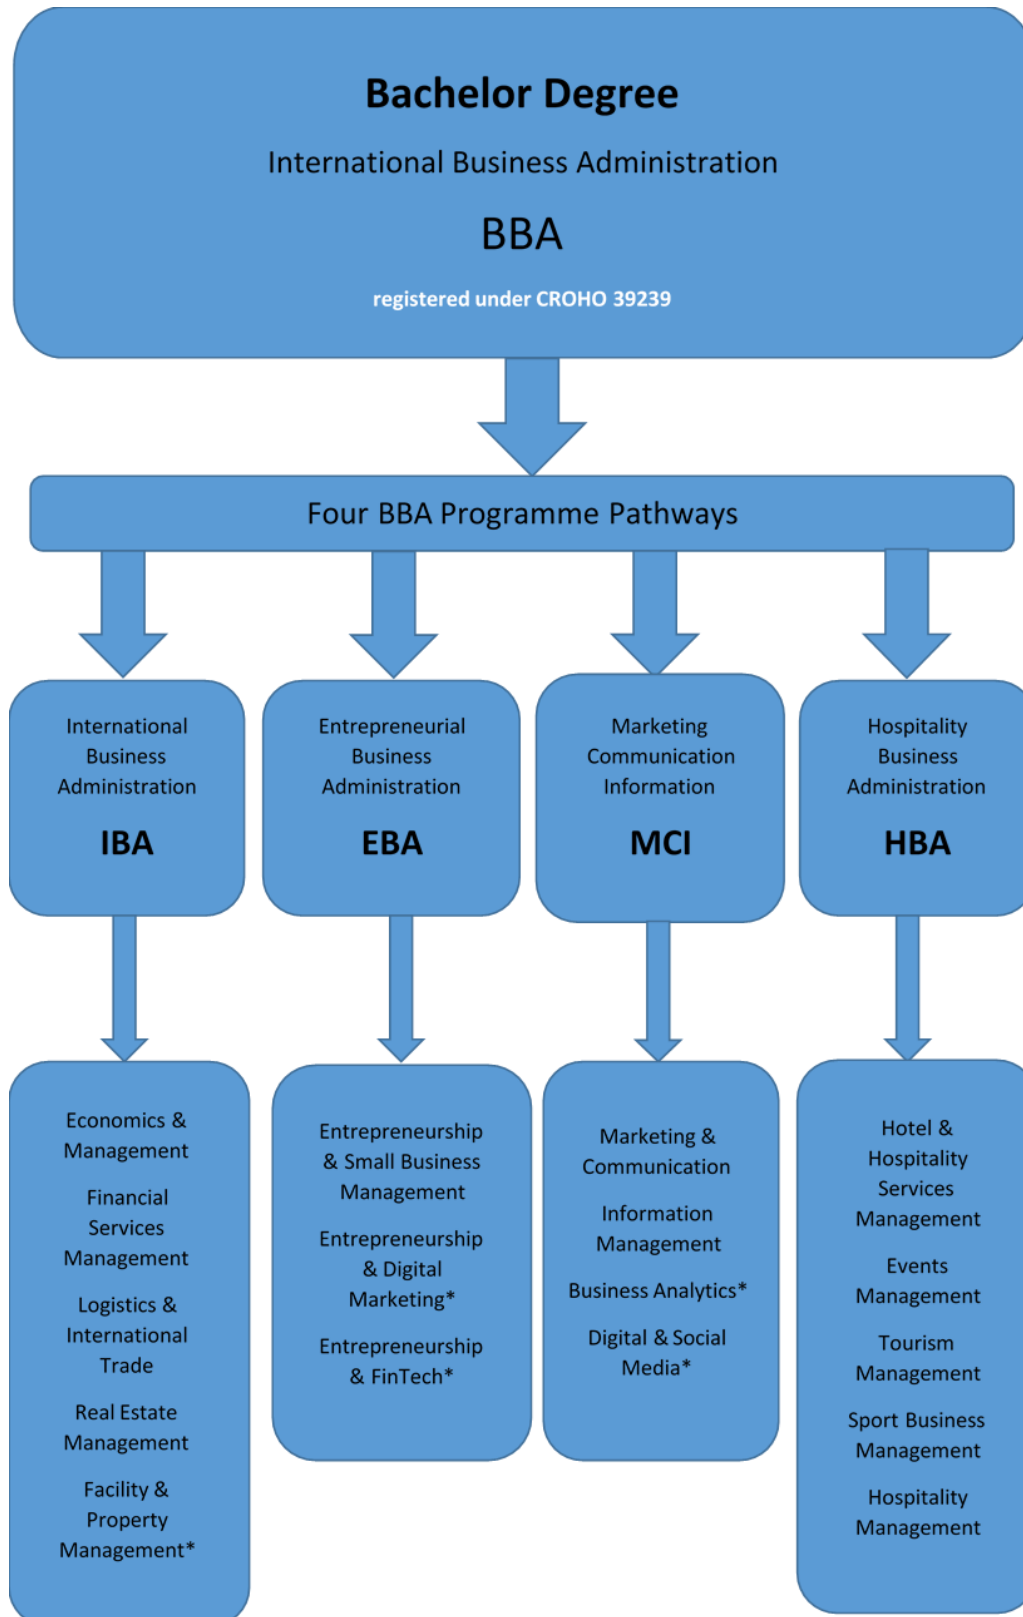 Bachelor Degree
International Business Administration
BBA
registered under CROHO 39239
Four BBA Programme Pathways
International
Business
Administration
IBA
Entrepreneurial
Business
Administration
EBA
Marketing
Communication
Information
MCI
Hospitality
Business
Administration
HBA
Economics &
Management
Financial
Services
Management
Logistics &
International
Trade
Real Estate
Management
Facility &
Property
Management*
Entrepreneurship
& Small Business
Management
Entrepreneurship
& Digital
Marketing*
Entrepreneurship
& FinTech*
Marketing &
Communication
Information
Management
Business Analytics*
Digital & Social
Media*
Hotel &
Hospitality
Services
Management
Events
Management
Tourism
Management
Sport Business
Management
Hospitality
Management